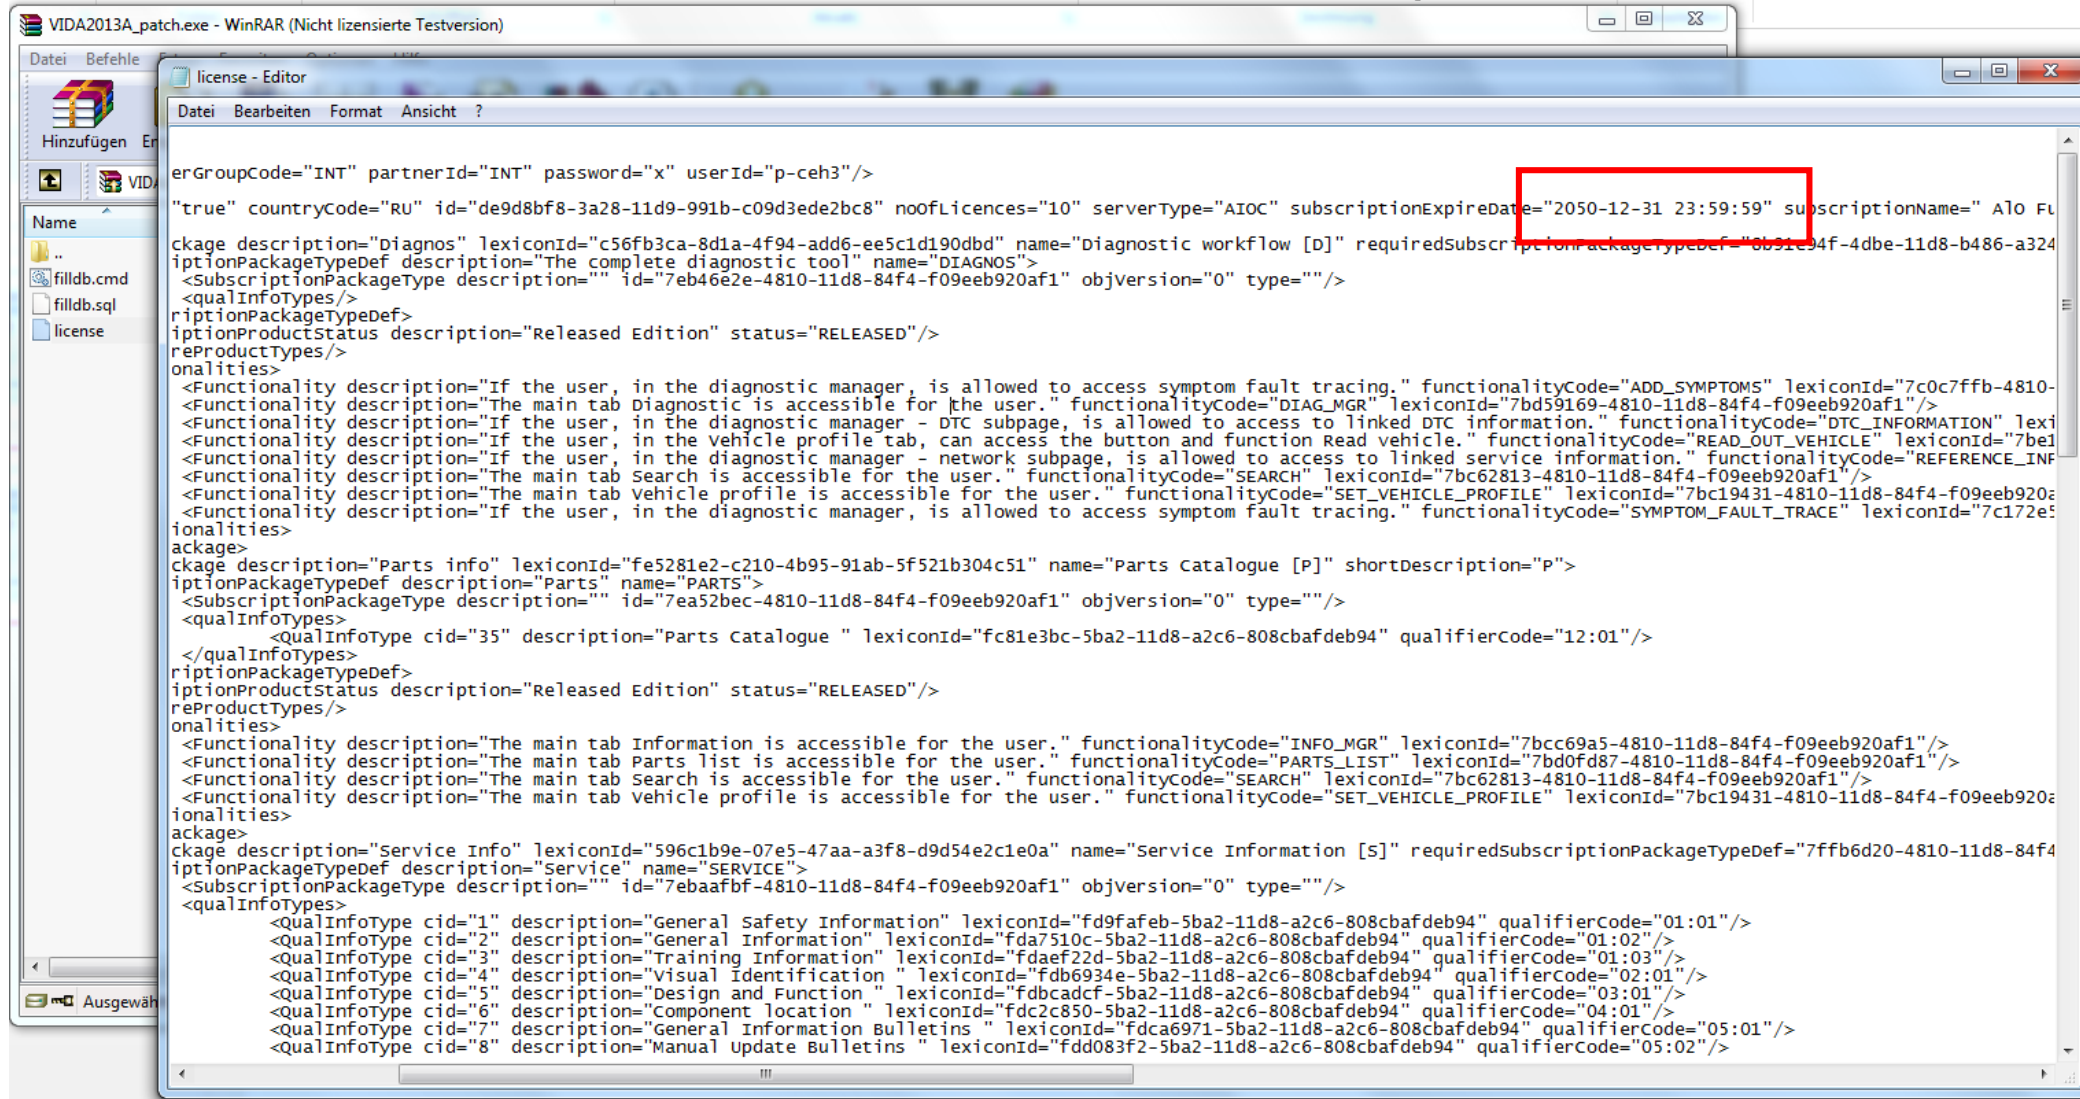 VIDA2013A_patch.exe - WinRAR (Nicht lizensierte Testversion)
Datei Befehle
Hinzufügen
VIDA
Name
..
filldb.cmd
filldb.sql
license
Ausgewäh
license - Editor
Datei Bearbeiten Format Ansicht ?
erGroupCode="INT" partnerId="INT" password="x" userId="p-ceh3"/>
"true" countryCode="RU" id="de9d8bf8-3a28-11d9-991b-c09d3ede2bc8" noOfLicences="10" serverType="AIOC" subscriptionExpireDate="2050-12-31 23:59:59" subscriptionName=" AlO Fu
ckage description="Diagnos" lexiconId="c56fb3ca-8d1a-4f94-add6-ee5c1d190dbd" name="Diagnostic workflow [D]" requiredSubscriptionPackageTypeDef="6b91c94f-4dbe-11d8-b486-a324
iptionPackageTypeDef description="The complete diagnostic tool" name="DIAGNOS">
<SubscriptionPackageType description="" id="7eb46e2e-4810-11d8-84f4-f09eeb920af1" objVersion="0" type=""/>
<qualInfoTypes/>
riptionPackageTypeDef>
iptionProductStatus description="Released Edition" status="RELEASED"/>
reProductTypes/>
onalities>
<Functionality description="If the user, in the diagnostic manager, is allowed to access symptom fault tracing." functionalityCode="ADD_SYMPTOMS" lexiconId="7c0c7ffb-4810-
<Functionality description="The main tab Diagnostic is accessible for the user." functionalityCode="DIAG_MGR" lexiconId="7bd59169-4810-11d8-84f4-f09eeb920af1"/>
<Functionality description="If the user, in the diagnostic manager - DTC subpage, is allowed to access to linked DTC information." functionalityCode="DTC_INFORMATION" lexi
<Functionality description="If the user, in the Vehicle profile tab, can access the button and function Read vehicle." functionalityCode="READ_OUT_VEHICLE" lexiconId="7be1
<Functionality description="If the user, in the diagnostic manager - network subpage, is allowed to access to linked service information." functionalityCode="REFERENCE_INF
<Functionality description="The main tab Search is accessible for the user." functionalityCode="SEARCH" lexiconId="7bc62813-4810-11d8-84f4-f09eeb920af1"/>
<Functionality description="The main tab Vehicle profile is accessible for the user." functionalityCode="SET_VEHICLE_PROFILE" lexiconId="7bc19431-4810-11d8-84f4-f09eeb920a
<Functionality description="If the user, in the diagnostic manager, is allowed to access symptom fault tracing." functionalityCode="SYMPTOM_FAULT_TRACE" lexiconId="7c172e5
ionalities>
ackage>
ckage description="Parts info" lexiconId="fe5281e2-c210-4b95-91ab-5f521b304c51" name="Parts Catalogue [P]" shortDescription="P">
iptionPackageTypeDef description="Parts" name="PARTS">
<SubscriptionPackageType description="" id="7ea52bec-4810-11d8-84f4-f09eeb920af1" objVersion="0" type=""/>
<qualInfoTypes>
<QualInfoType cid="35" description="Parts Catalogue " lexiconId="fc81e3bc-5ba2-11d8-a2c6-808cbafdeb94" qualifierCode="12:01"/>
</qualInfoTypes>
riptionPackageTypeDef>
iptionProductStatus description="Released Edition" status="RELEASED"/>
reProductTypes/>
onalities>
<Functionality description="The main tab Information is accessible for the user." functionalityCode="INFO_MGR" lexiconId="7bcc69a5-4810-11d8-84f4-f09eeb920af1"/>
<Functionality description="The main tab Parts list is accessible for the user." functionalityCode="PARTS_LIST" lexiconId="7bd0fd87-4810-11d8-84f4-f09eeb920af1"/>
<Functionality description="The main tab Search is accessible for the user." functionalityCode="SEARCH" lexiconId="7bc62813-4810-11d8-84f4-f09eeb920af1"/>
<Functionality description="The main tab Vehicle profile is accessible for the user." functionalityCode="SET_VEHICLE_PROFILE" lexiconId="7bc19431-4810-11d8-84f4-f09eeb920a
ionalities>
ackage>
ckage description="Service Info" lexiconId="596c1b9e-07e5-47aa-a3f8-d9d54e2c1e0a" name="Service Information [S]" requiredSubscriptionPackageTypeDef="7ffb6d20-4810-11d8-84f4
iptionPackageTypeDef description="Service" name="SERVICE">
<SubscriptionPackageType description="" id="7ebaafbf-4810-11d8-84f4-f09eeb920af1" objVersion="0" type=""/>
<qualInfoTypes>
<QualInfoType cid="1" description="General Safety Information" lexiconId="fd9fafeb-5ba2-11d8-a2c6-808cbafdeb94" qualifierCode="01:01"/>
<QualInfoType cid="2" description="General Information" lexiconId="fda7510c-5ba2-11d8-a2c6-808cbafdeb94" qualifierCode="01:02"/>
<QualInfoType cid="3" description="Training Information" lexiconId="fdaef22d-5ba2-11d8-a2c6-808cbafdeb94" qualifierCode="01:03"/>
<QualInfoType cid="4" description="Visual Identification " lexiconId="fdb6934e-5ba2-11d8-a2c6-808cbafdeb94" qualifierCode="02:01"/>
<QualInfoType cid="5" description="Design and Function " lexiconId="fdbcadcf-5ba2-11d8-a2c6-808cbafdeb94" qualifierCode="03:01"/>
<QualInfoType cid="6" description="Component location " lexiconId="fdc2c850-5ba2-11d8-a2c6-808cbafdeb94" qualifierCode="04:01"/>
<QualInfoType cid="7" description="General Information Bulletins " lexiconId="fdca6971-5ba2-11d8-a2c6-808cbafdeb94" qualifierCode="05:01"/>
<QualInfoType cid="8" description="Manual Update Bulletins " lexiconId="fdd083f2-5ba2-11d8-a2c6-808cbafdeb94" qualifierCode="05:02"/>